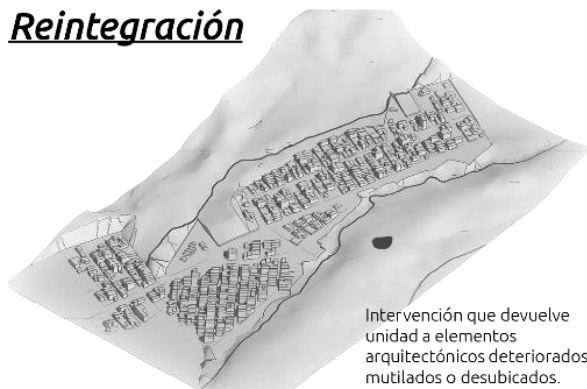 Reintegración
Intervención que devuelve
unidad a elementos
arquitectónicos deteriorados
mutilados o desubicados.